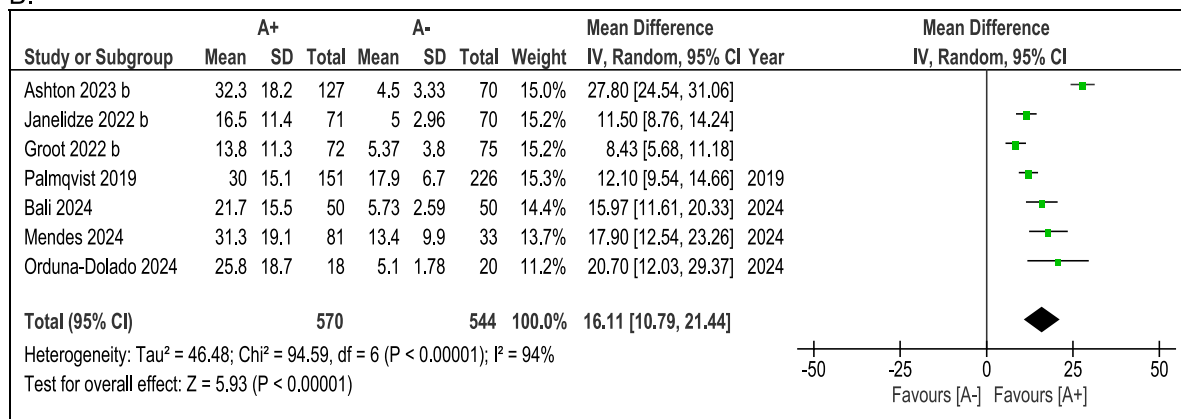 A+ A- Mean Difference Mean Difference
Study or Subgroup Mean SD Total Mean SD Total Weight IV, Random, 95% CI Year IV, Random, 95% CI
Ashton 2023 b 32.3 18.2 127 4.5 3.33 70 15.0% 27.80 [24.54, 31.06]
Janelidze 2022 b 16.5 11.4 71 5 2.96 70 15.2% 11.50 [8.76, 14.24]
Groot 2022 b 13.8 11.3 72 5.37 3.8 75 15.2% 8.43 [5.68, 11.18]
Palmqvist 2019 30 15.1 151 17.9 6.7 226 15.3% 12.10 [9.54, 14.66] 2019
Bali 2024 21.7 15.5 50 5.73 2.59 50 14.4% 15.97 [11.61, 20.33] 2024
Mendes 2024 31.3 19.1 81 13.4 9.9 33 13.7% 17.90 [12.54, 23.26] 2024
Orduna-Dolado 2024 25.8 18.7 18 5.1 1.78 20 11.2% 20.70 [12.03, 29.37] 2024
Total (95% CI) 570 544 100.0% 16.11 [10.79, 21.44]
Heterogeneity: Tau² = 46.48; Chi² = 94.59, df = 6 (P < 0.00001); I² = 94%
Test for overall effect: Z = 5.93 (P < 0.00001)
-50 -25 0 25 50
Favours [A-] Favours [A+]